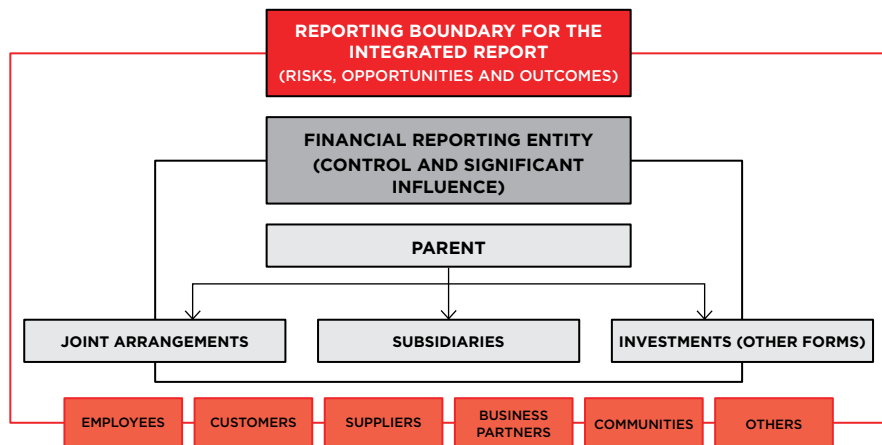 REPORTING BOUNDARY FOR THE
INTEGRATED REPORT
(RISKS, OPPORTUNITIES AND OUTCOMES)
FINANCIAL REPORTING ENTITY
(CONTROL AND SIGNIFICANT
INFLUENCE)
PARENT
JOINT ARRANGEMENTS
SUBSIDIARIES
INVESTMENTS (OTHER FORMS)
EMPLOYEES
CUSTOMERS
SUPPLIERS
BUSINESS
PARTNERS
COMMUNITIES
OTHERS